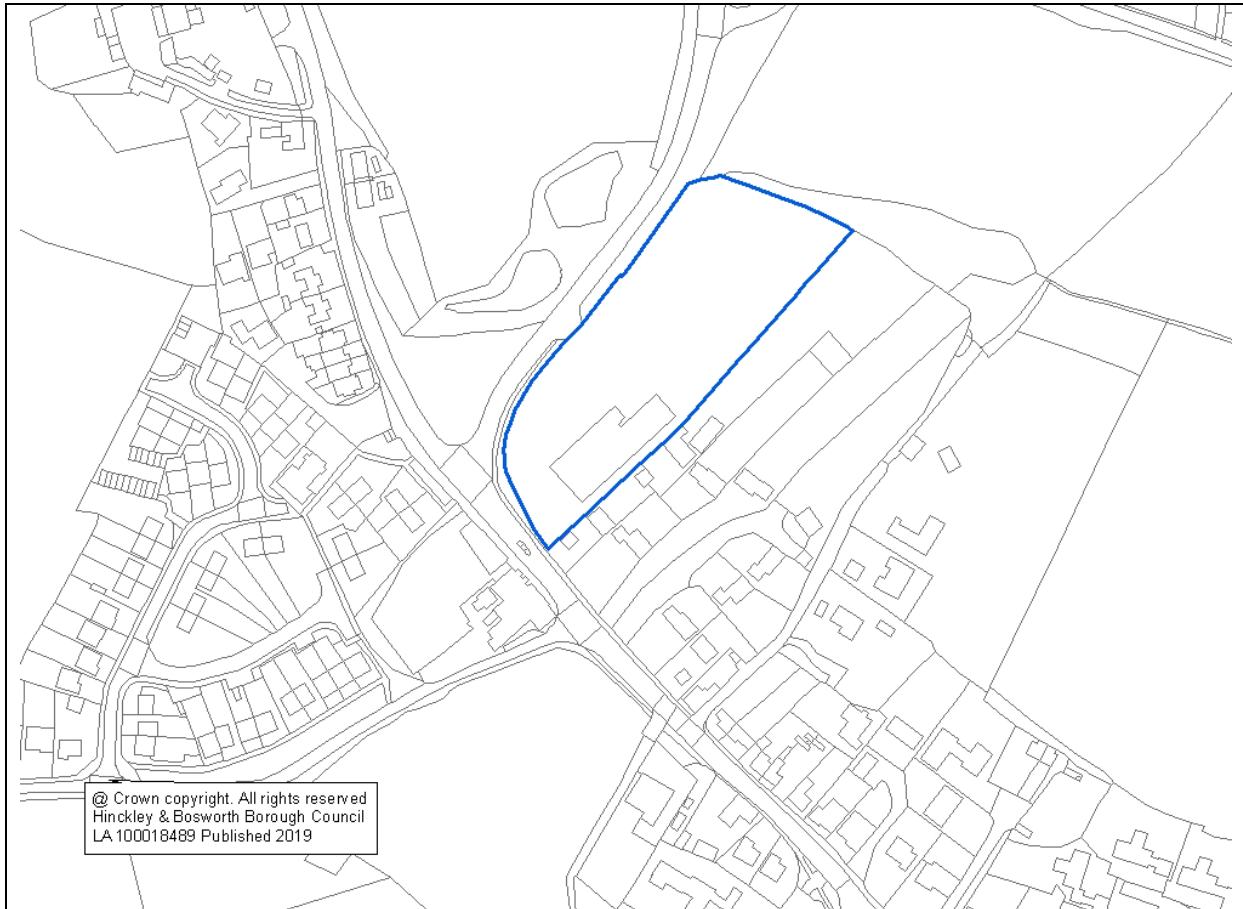 @ Crown copyright. All rights reserved
Hinckley & Bosworth Borough Council
LA 100018489 Published 2019